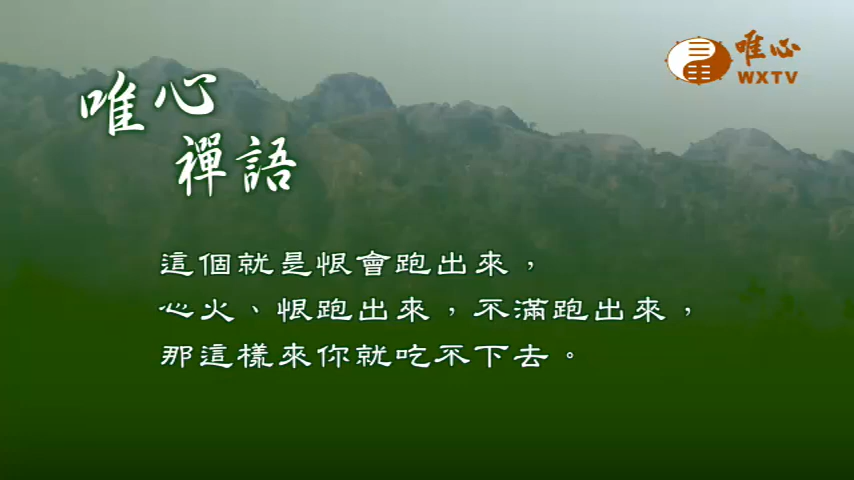 唯心
WXTV
唯心
禪語
這個就是恨會跑出來，
心火、恨跑出來，不滿跑出來，
那這樣來你就吃不下去。